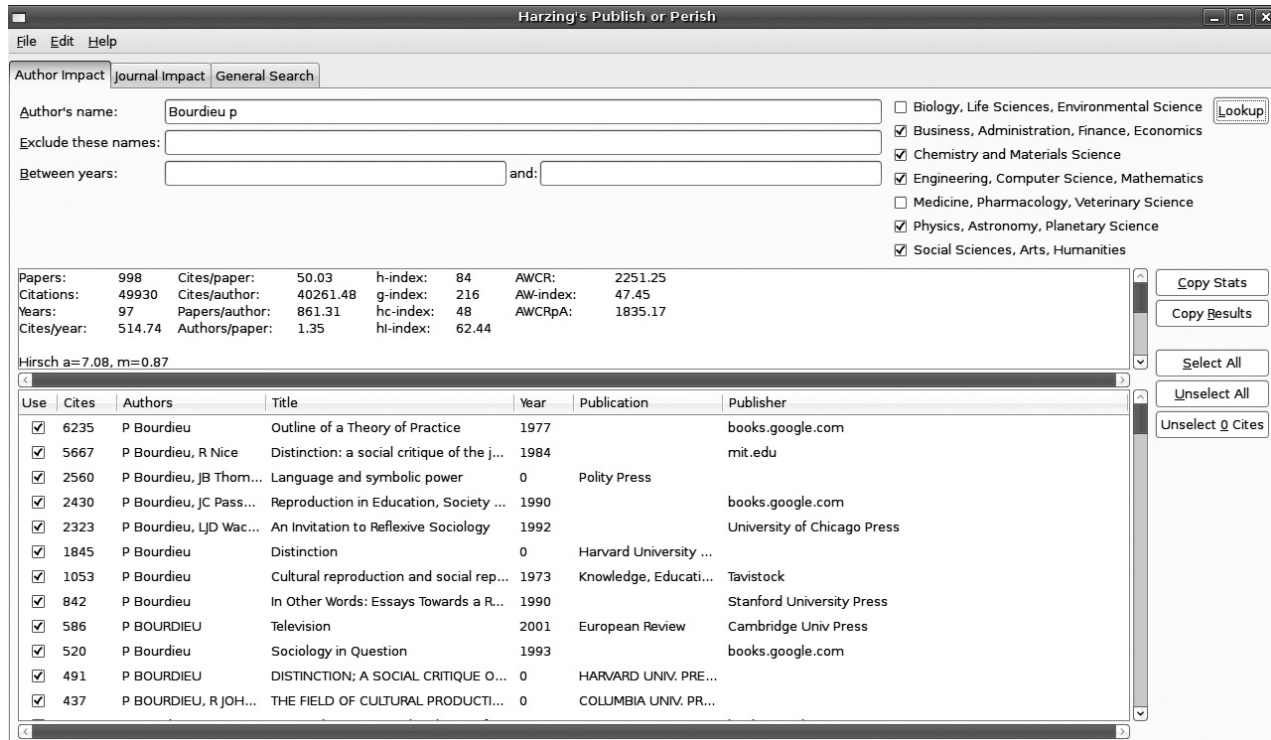 Harzing's Publish or Perish
File Edit Help
Author Impact Journal Impact General Search
Author's name: Bourdieu p
Exclude these names:
Between years: and:
Biology, Life Sciences, Environmental Science
Business, Administration, Finance, Economics
Chemistry and Materials Science
Engineering, Computer Science, Mathematics
Medicine, Pharmacology, Veterinary Science
Physics, Astronomy, Planetary Science
Social Sciences, Arts, Humanities
Lookup
Papers: 998 Cites/paper: 50.03 h-index: 84 AWCR: 2251.25
Citations: 49930 Cites/author: 40261.48 g-index: 216 AW-index: 47.45
Years: 97 Papers/author: 861.31 hc-index: 48 AWCRpA: 1835.17
Cites/year: 514.74 Authors/paper: 1.35 hI-index: 62.44
Hirsch a=7.08, m=0.87
Copy Stats
Copy Results
Select All
Unselect All
Unselect 0 Cites
Use Cites Authors Title Year Publication Publisher
6235 P Bourdieu Outline of a Theory of Practice 1977 books.google.com
5667 P Bourdieu, R Nice Distinction: a social critique of the j... 1984 mit.edu
2560 P Bourdieu, JB Thom... Language and symbolic power 0 Polity Press
2430 P Bourdieu, JC Pass... Reproduction in Education, Society ... 1990 books.google.com
2323 P Bourdieu, LJD Wac... An Invitation to Reflexive Sociology 1992 University of Chicago Press
1845 P Bourdieu Distinction 0 Harvard University ...
1053 P Bourdieu Cultural reproduction and social rep... 1973 Knowledge, Educati... Tavistock
842 P Bourdieu In Other Words: Essays Towards a R... 1990 Stanford University Press
586 P BOURDIEU Television 2001 European Review Cambridge Univ Press
520 P Bourdieu Sociology in Question 1993 books.google.com
491 P BOURDIEU DISTINCTION; A SOCIAL CRITIQUE O... 0 HARVARD UNIV. PRE...
437 P BOURDIEU, R JOH... THE FIELD OF CULTURAL PRODUCTI... 0 COLUMBIA UNIV. PR...